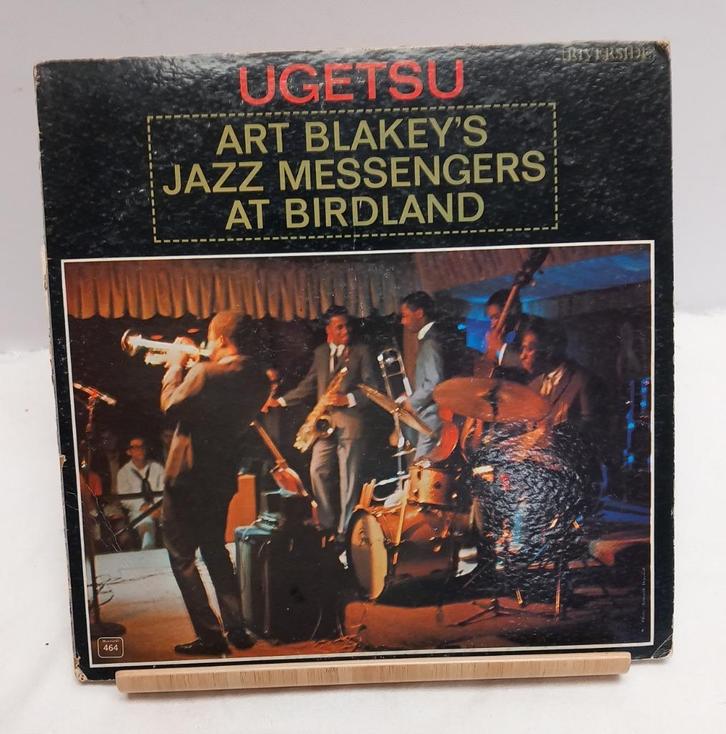 RIVERSIDE
UGETSU
ART BLAKEY'S
JAZZ MESSENGERS
AT BIRDLAND
464